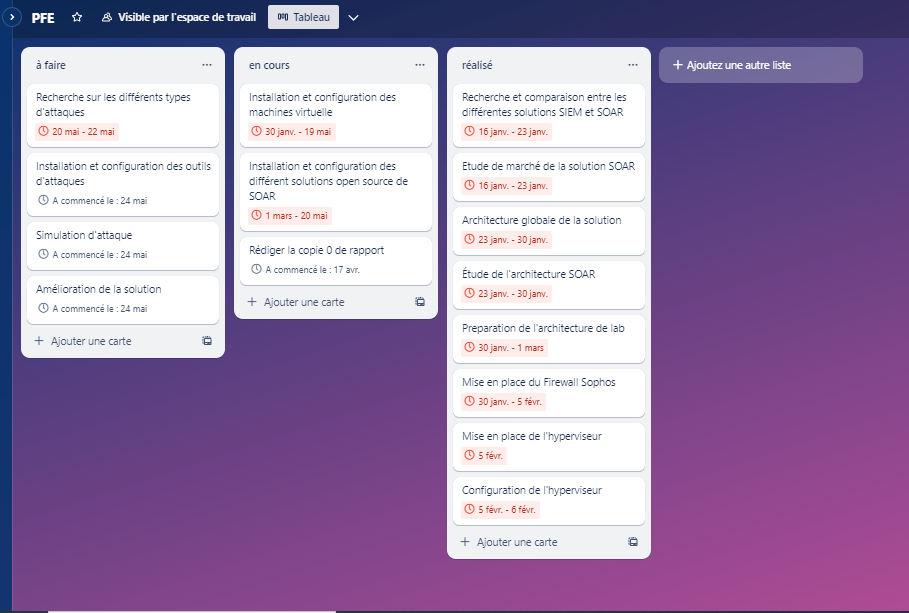 PFE
Visible par l'espace de travail
Tableau
à faire
Recherche sur les différents types
d'attaques
20 mai - 22 mai
Installation et configuration des outils
d'attaques
A commencé le : 24 mai
Simulation d'attaque
A commencé le : 24 mai
Amélioration de la solution
A commencé le : 24 mai
Ajouter une carte
en cours
Installation et configuration des
machines virtuelle
30 janv. - 19 mai
Installation et configuration des
différent solutions open source de
SOAR
1 mars - 20 mai
Rédiger la copie 0 de rapport
A commencé le : 17 avr.
Ajouter une carte
réalisé
Recherche et comparaison entre les
différentes solutions SIEM et SOAR
16 janv. - 23 janv.
Etude de marché de la solution SOAR
16 janv. - 23 janv.
Architecture globale de la solution
23 janv. - 30 janv.
Étude de l'architecture SOAR
23 janv. - 30 janv.
Preparation de l'architecture de lab
30 janv. - 1 mars
Mise en place du Firewall Sophos
30 janv. - 5 févr.
Mise en place de l'hyperviseur
5 févr.
Configuration de l'hyperviseur
5 févr. - 6 févr.
Ajouter une carte
Ajoutez une autre liste